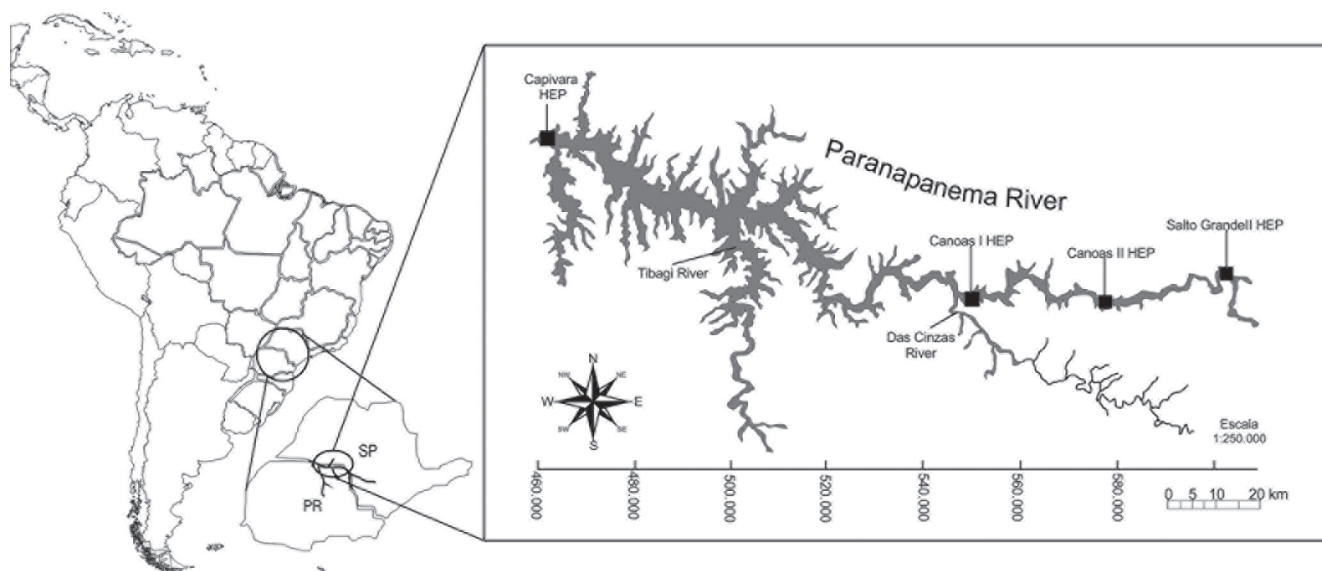 Capivara
HEP
Paranapanema River
Salto GrandeII HEP
Canoas I HEP
Canoas II HEP
Tibagi River
Das Cinzas
River
N
NW
NE
W
E
SW
SE
S
Escala
1:250.000
SP
PR
460.000
480.000
500.000
520.000
540.000
560.000
580.000
0 5 10 20 km